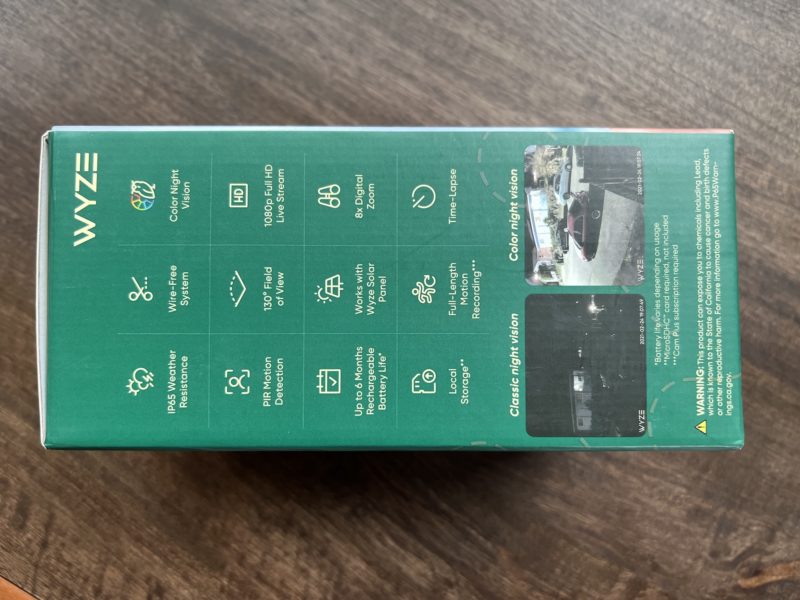 WYZE
IP65 Weather
Resistance
Wire-Free
System
Color Night
Vision
PIR Motion
Detection
130° Field
of View
HD
1080p Full HD
Live Stream
Up to 6 Months
Rechargeable
Battery Life*
Works with
Wyze Solar
Panel
8x Digital
Zoom
Local
Storage**
Full-Length
Motion
Recording***
Time-Lapse
Classic night vision
WYZE
Color night vision
WYZE
*Battery life varies depending on usage
**MicroSDHC™ card required, not included
***Cam Plus subscription required
WARNING: This product can expose you to chemicals including Lead,
which is known to the State of California to cause cancer and birth defects
or other reproductive harm. For more information go to www.P65Warn-
ings.ca.gov.